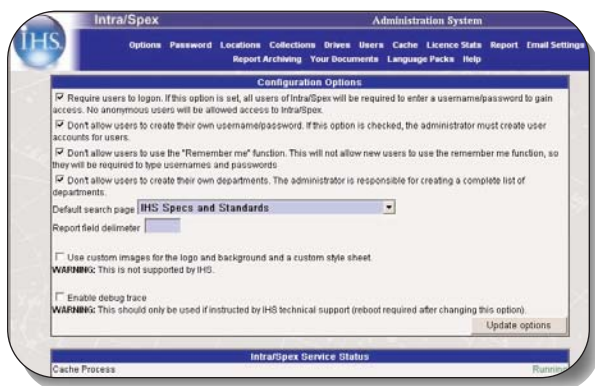 IHS
Intra/Spex
Administration System
Options Password Locations Collections Drives Users Cache Licence Stats Report Email Settings
Report Archiving Your Documents Language Packs Help
Configuration Options
Require users to logon. If this option is set, all users of Intra/Spex will be required to enter a username/password to gain
access. No anonymous users will be allowed access to Intra/Spex.
Don't allow users to create their own username/password. If this option is checked, the administrator must create user
accounts for users.
Don't allow users to use the "Remember me" function. This will not allow new users to use the remember me function, so
they will be required to type usernames and passwords
Don't allow users to create their own departments. The administrator is responsible for creating a complete list of
departments.
Default search page IHS Specs and Standards
Report field delimeter
Use custom images for the logo and background and a custom style sheet.
WARNING: This is not supported by IHS.
Enable debug trace
WARNING: This should only be used if instructed by IHS technical support (reboot required after changing this option).
Update options
Intra/Spex Service Status
Cache Process Running